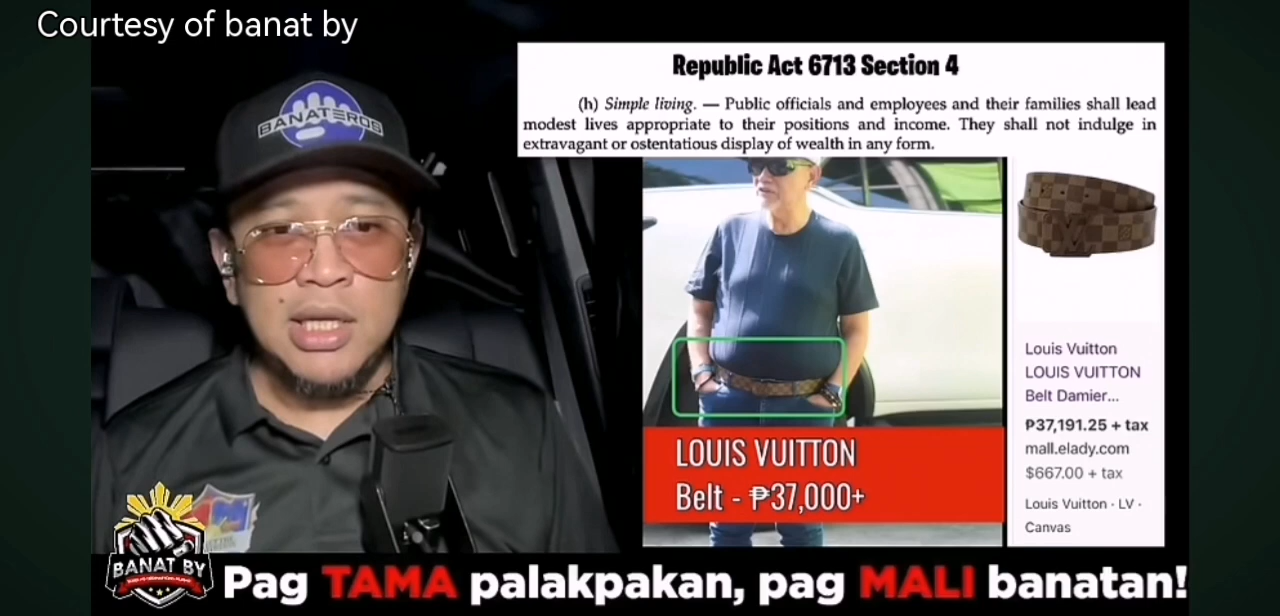 Courtesy of banat by
Republic Act 6713 Section 4
(h) Simple living. — Public officials and employees and their families shall lead
modest lives appropriate to their positions and income. They shall not indulge in
extravagant or ostentatious display of wealth in any form.
BANATEROS
LOUIS VUITTON
Belt - ₱37,000+
Louis Vuitton
LOUIS VUITTON
Belt Damier...
₱37,191.25 + tax
mall.elady.com
$667.00 + tax
Louis Vuitton · LV ·
Canvas
BANAT BY
Pag TAMA palakpakan, pag MALI banatan!